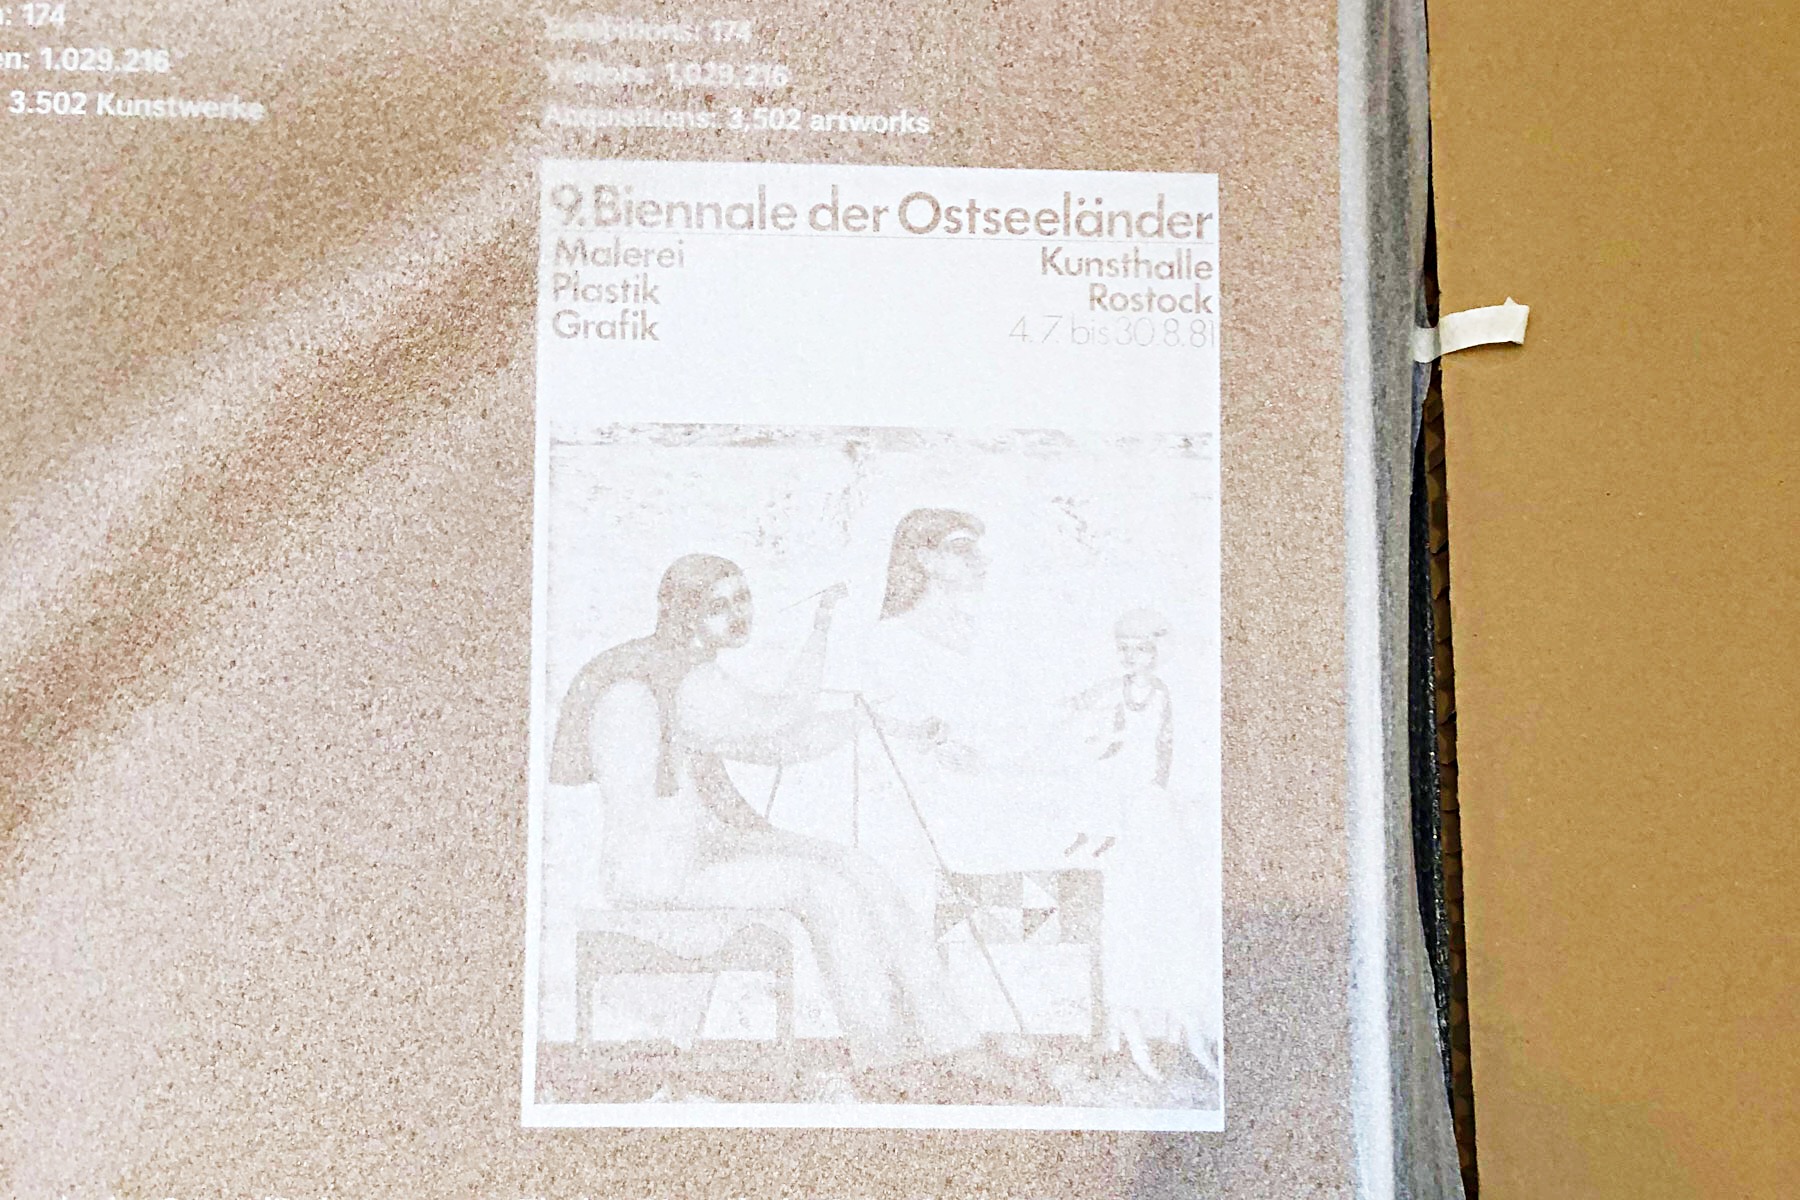 : 174
en: 1.029.216
3.502 Kunstwerke
Exhibitions: 174
Visitors: 1.029.216
Acquisitions: 3,502 artworks
9. Biennale der Ostseeländer
Malerei
Plastik
Grafik
Kunsthalle
Rostock
4.7. bis 30.8.81